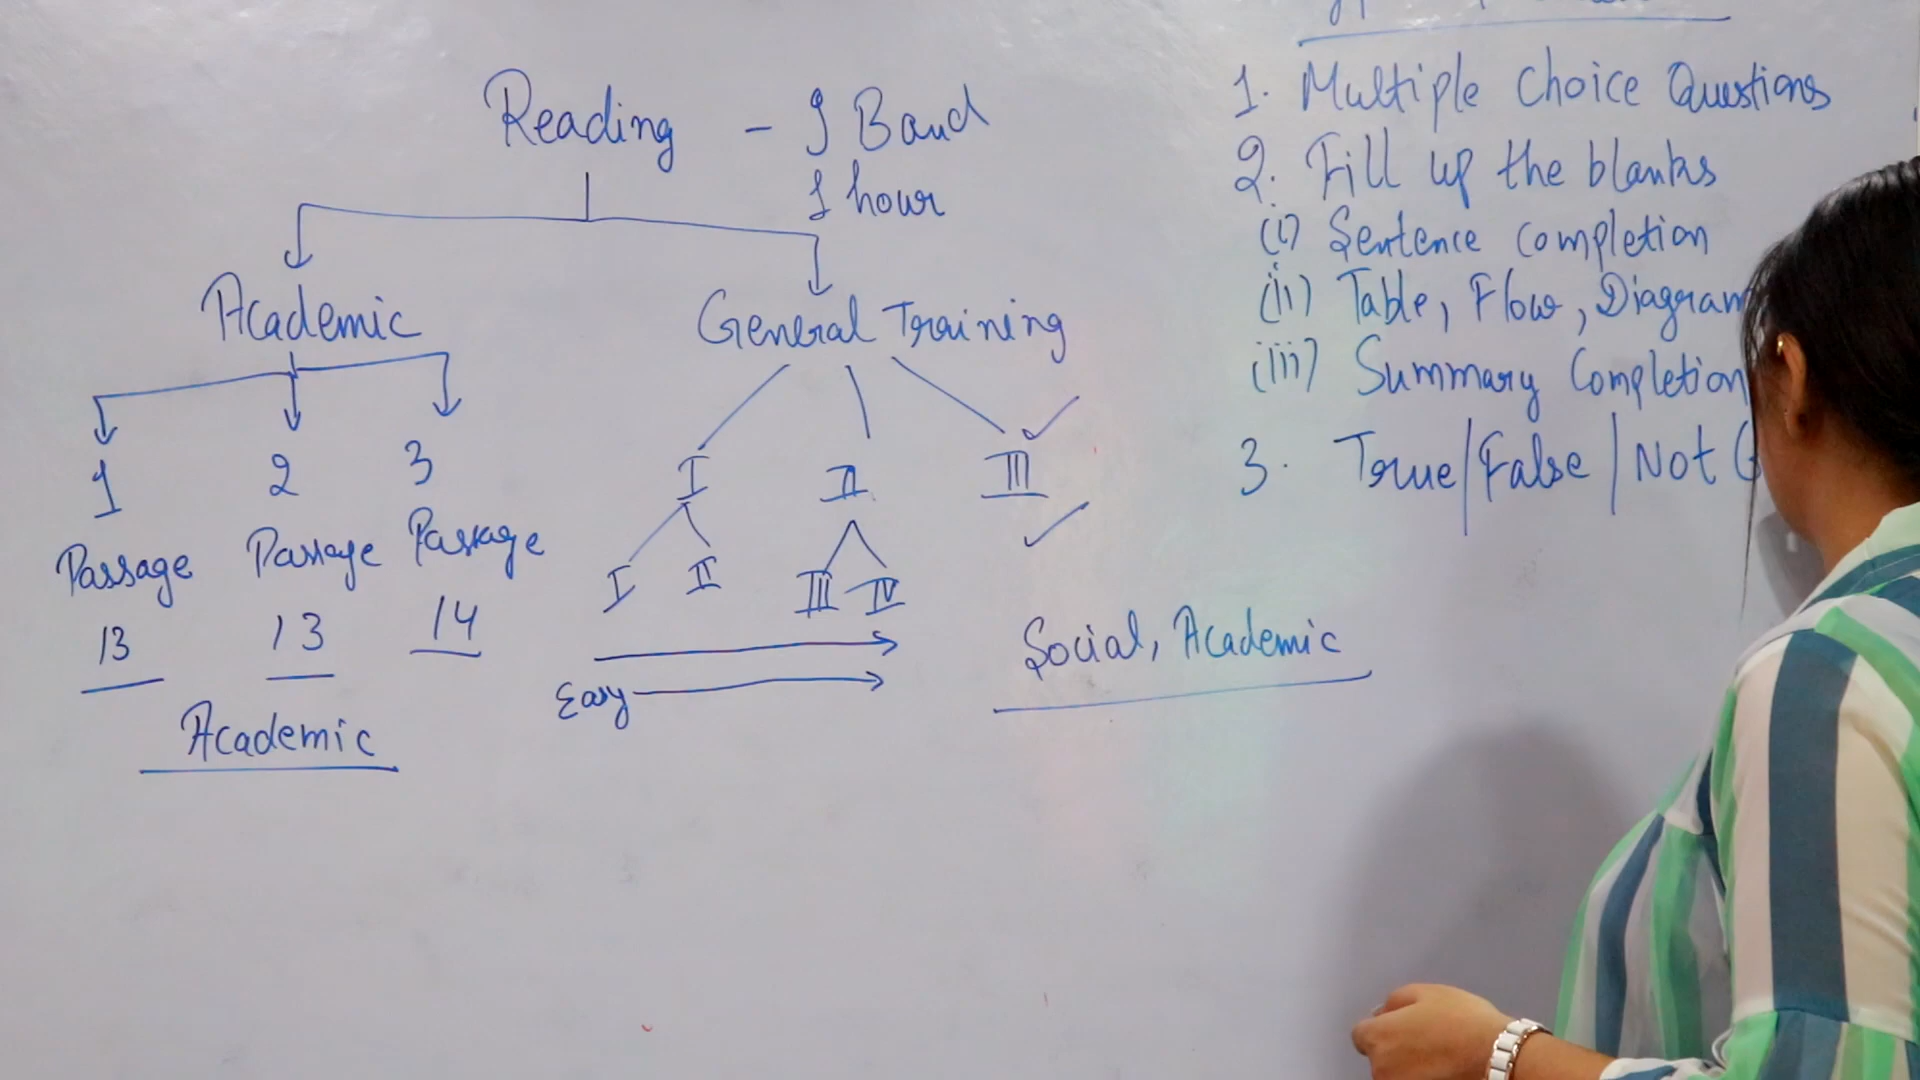 Reading - 9 Band
1 hour
Academic
General Training
1
2
3
Passage
Passage
Passage
13
13
14
Academic
I
II
III
I
II
III
IV
Easy
Social, Academic
1. Multiple Choice Questions
2. Fill up the blanks
(i) Sentence completion
(ii) Table, Flow, Diagram
(iii) Summary Completion
3. True/False/Not